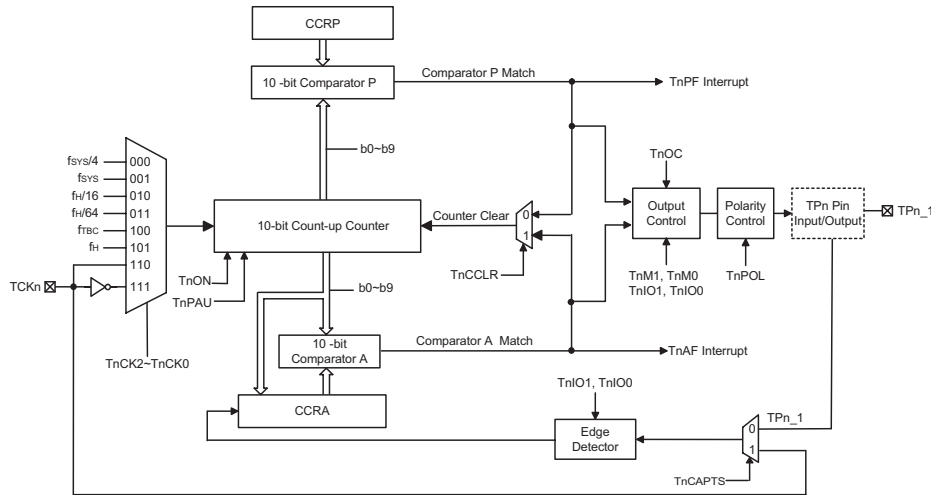 CCRP
10 -bit Comparator P
Comparator P Match
TnPF Interrupt
b0~b9
TnOC
fSYS/4 000
fSYS 001
fH/16 010
fH/64 011
fTBC 100
fH 101
110
111
TCKn
TnCK2~TnCK0
10-bit Count-up Counter
Counter Clear
0
1
TnCCLR
Output
Control
Polarity
Control
TPn Pin
Input/Output
TPn_1
TnON
TnPAU
TnM1, TnM0
TnIO1, TnIO0
TnPOL
b0~b9
10 -bit
Comparator A
Comparator A Match
TnAF Interrupt
CCRA
TnIO1, TnIO0
Edge
Detector
0
1
TPn_1
TnCAPTS